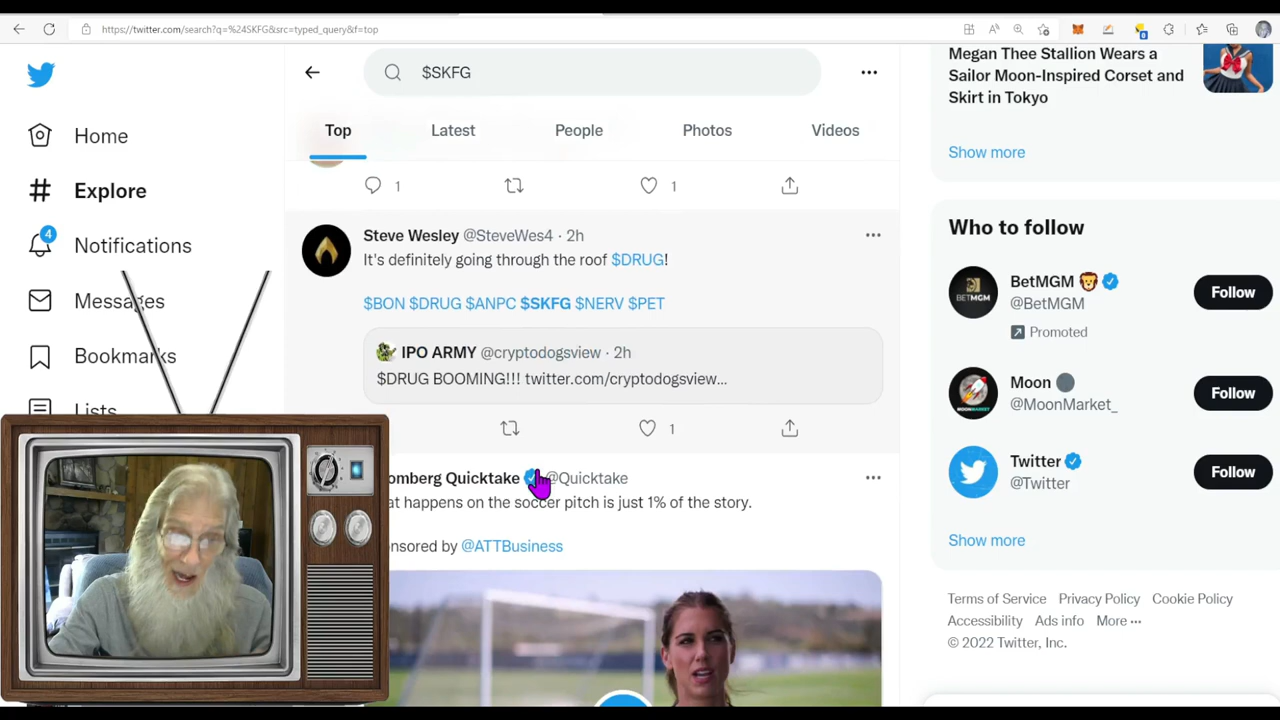 https://twitter.com/search?q=%24SKFG&src=typed_query&f=top
$SKFG
Top
Latest
People
Photos
Videos
Home
Explore
4
Notifications
Messages
Bookmarks
Lists
1
1
Steve Wesley @SteveWes4 · 2h
It's definitely going through the roof $DRUG!
$BON $DRUG $ANPC $SKFG $NERV $PET
IPO ARMY @cryptodogsview · 2h
$DRUG BOOMING!!! twitter.com/cryptodogsview...
1
omberg Quicktake @Quicktake
at happens on the soccer pitch is just 1% of the story.
nsored by @ATTBusiness
Megan Thee Stallion Wears a
Sailor Moon-Inspired Corset and
Skirt in Tokyo
Show more
Who to follow
BETMGM
BetMGM
@BetMGM
Promoted
Follow
MOONMARKET
Moon
@MoonMarket_
Follow
Twitter
@Twitter
Follow
Show more
Terms of Service Privacy Policy Cookie Policy
Accessibility Ads info More ···
© 2022 Twitter, Inc.